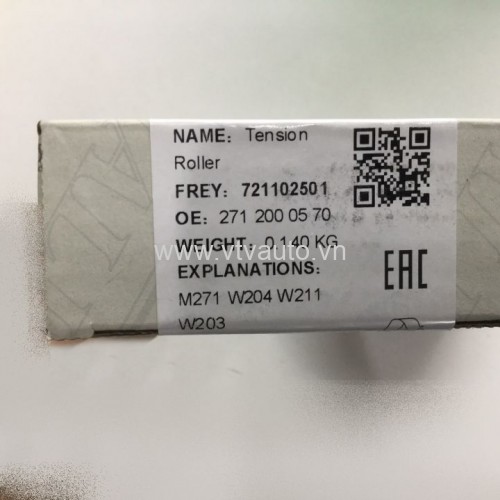 NAME: Tension
Roller
FREY: 721102501
OE: 271 200 05 70
www.vtvauto.vn
WEIGHT: 0.140 KG
EXPLANATIONS:
M271 W204 W211
W203
EAC